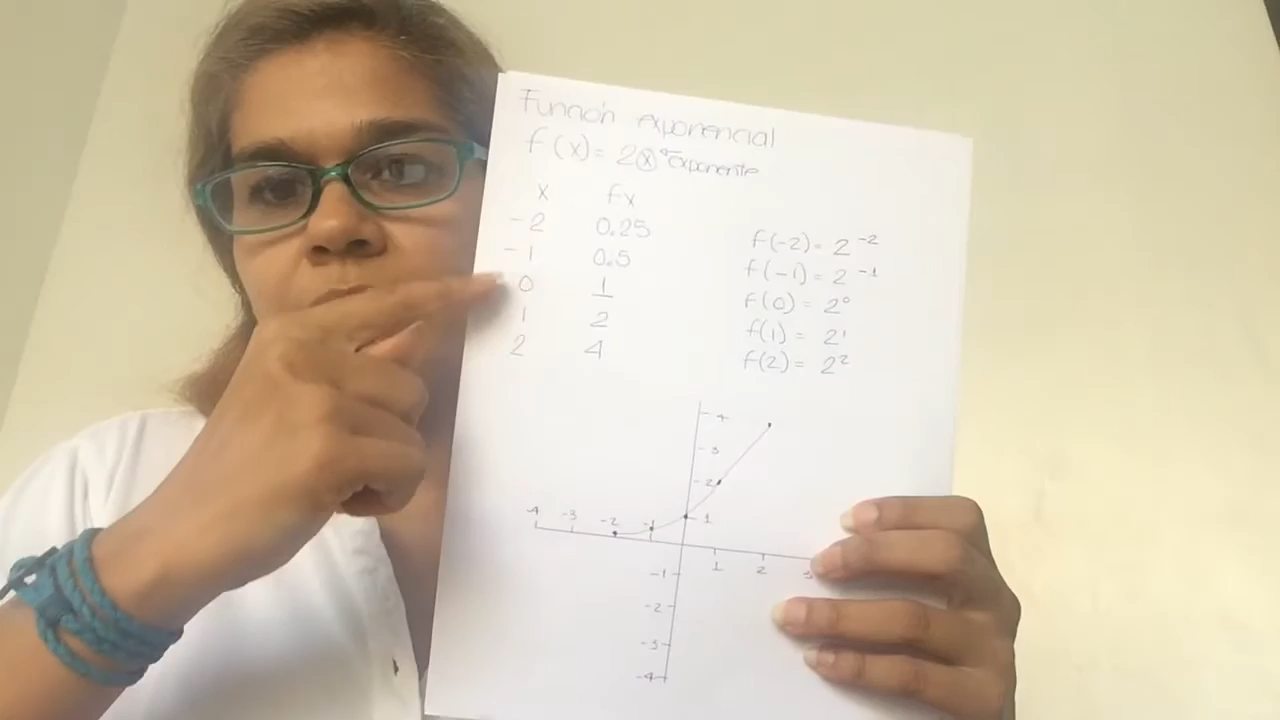 Función exponencial
f(x) = 2ⓧ exponente
x fx
-2 0.25
-1 0.5
0 1
1 2
2 4
f(-2) = 2⁻²
f(-1) = 2⁻¹
f(0) = 2⁰
f(1) = 2¹
f(2) = 2²
4
3
2
1
-4 -3 -2 -1
1 2 3
-1
-2
-3
-4